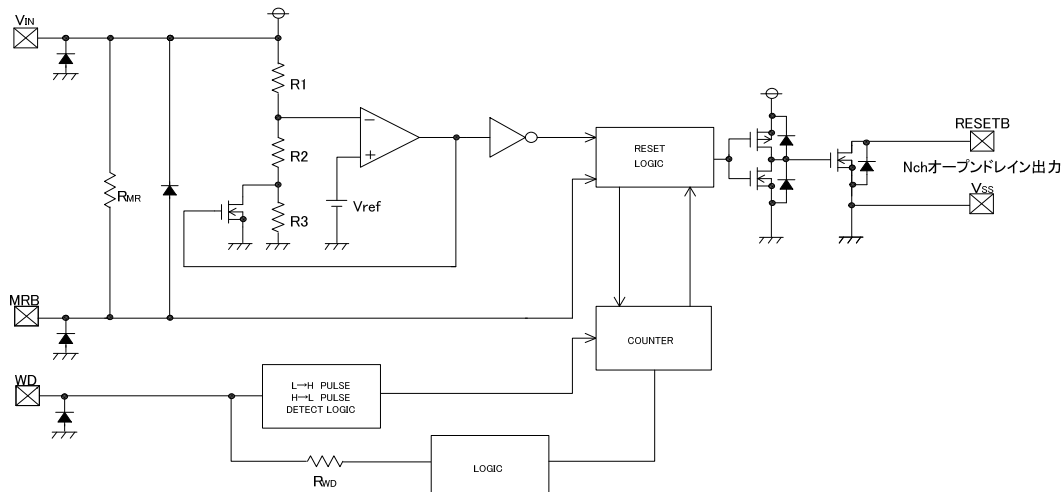 VIN
R1
R2
R3
RMR
Vref
−
+
RESET
LOGIC
RESETB
Nchオープンドレイン出力
VSS
MRB
COUNTER
WD
L→H PULSE
H→L PULSE
DETECT LOGIC
RWD
LOGIC